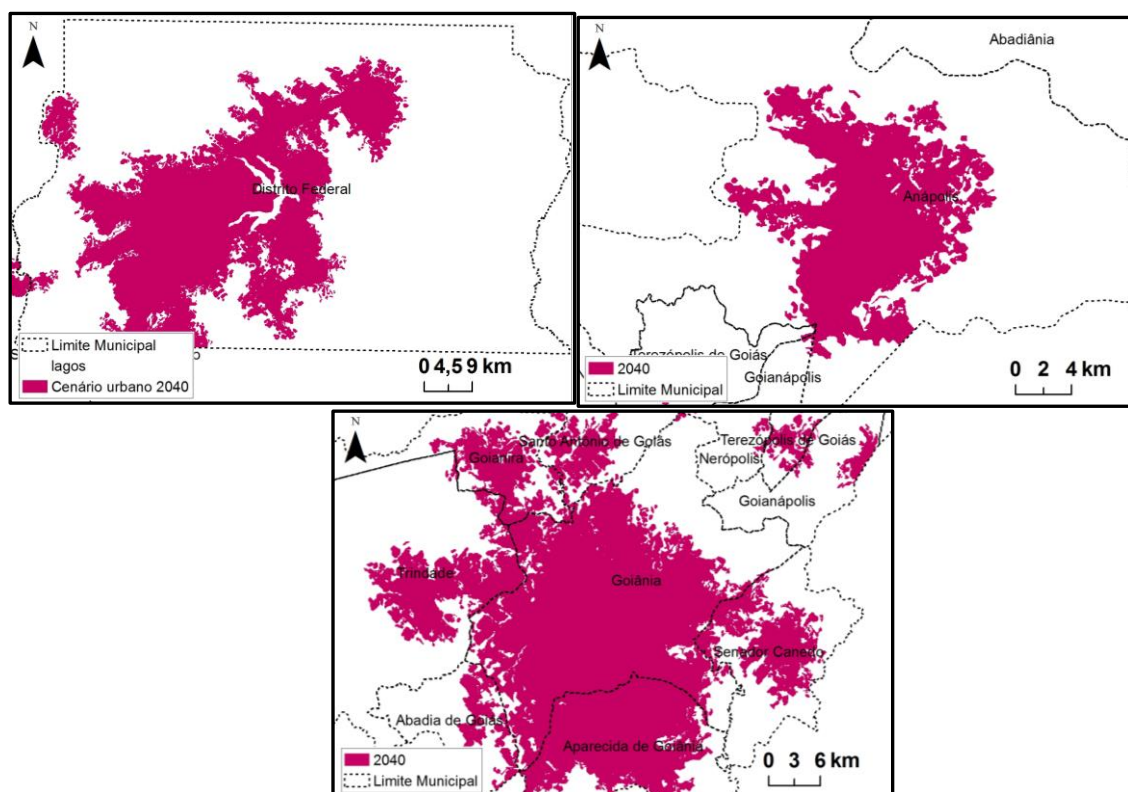 N
Distrito Federal
Limite Municipal
lagos
Cenário urbano 2040
0 4,5 9 km
N
Abadiânia
Anápolis
Terezópolis de Goiás
Goianápolis
2040
Limite Municipal
0 2 4 km
N
Santo Antônio de Goiás
Goianira
Terezópolis de Goiás
Nerópolis
Goianápolis
Trindade
Goiânia
Senador Canedo
Abadia de Goiás
Aparecida de Goiânia
2040
Limite Municipal
0 3 6 km